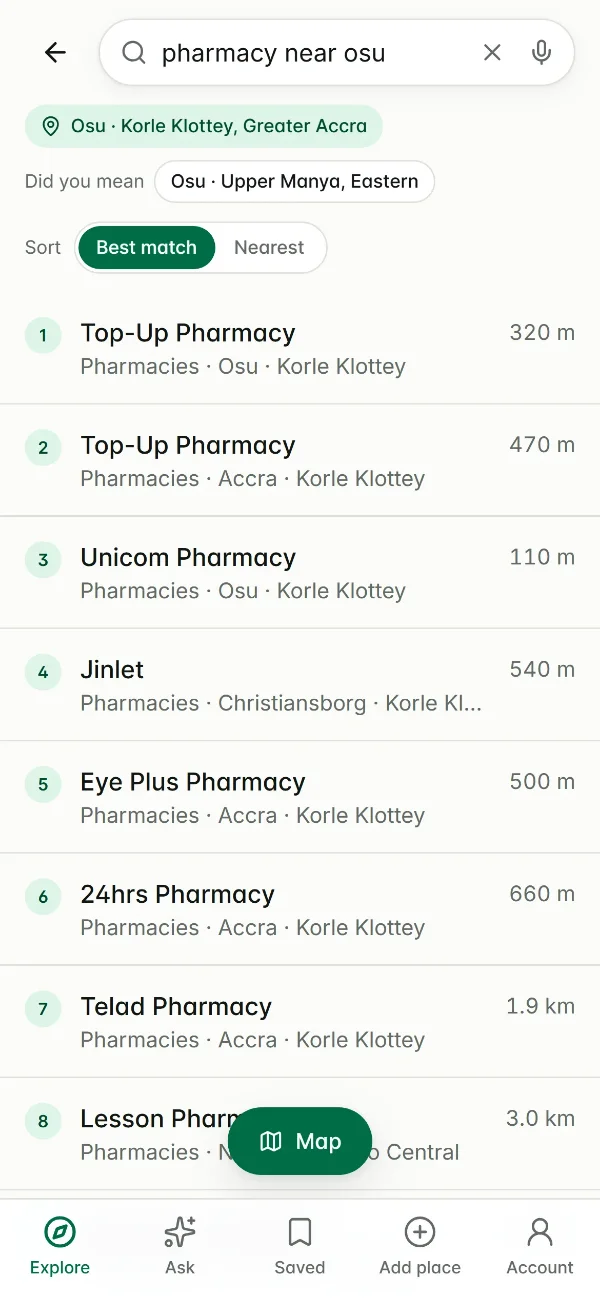 pharmacy near osu
Osu · Korle Klottey, Greater Accra
Did you mean Osu · Upper Manya, Eastern
Sort Best match Nearest
1 Top-Up Pharmacy 320 m
Pharmacies · Osu · Korle Klottey
2 Top-Up Pharmacy 470 m
Pharmacies · Accra · Korle Klottey
3 Unicom Pharmacy 110 m
Pharmacies · Osu · Korle Klottey
4 Jinlet 540 m
Pharmacies · Christiansborg · Korle Kl...
5 Eye Plus Pharmacy 500 m
Pharmacies · Accra · Korle Klottey
6 24hrs Pharmacy 660 m
Pharmacies · Accra · Korle Klottey
7 Telad Pharmacy 1.9 km
Pharmacies · Accra · Korle Klottey
8 Lesson 3.0 km
Pharmacies · Central
Map
Explore Ask Saved Add place Account